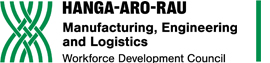 HANGA-ARO-RAU
Manufacturing, Engineering
and Logistics
Workforce Development Council